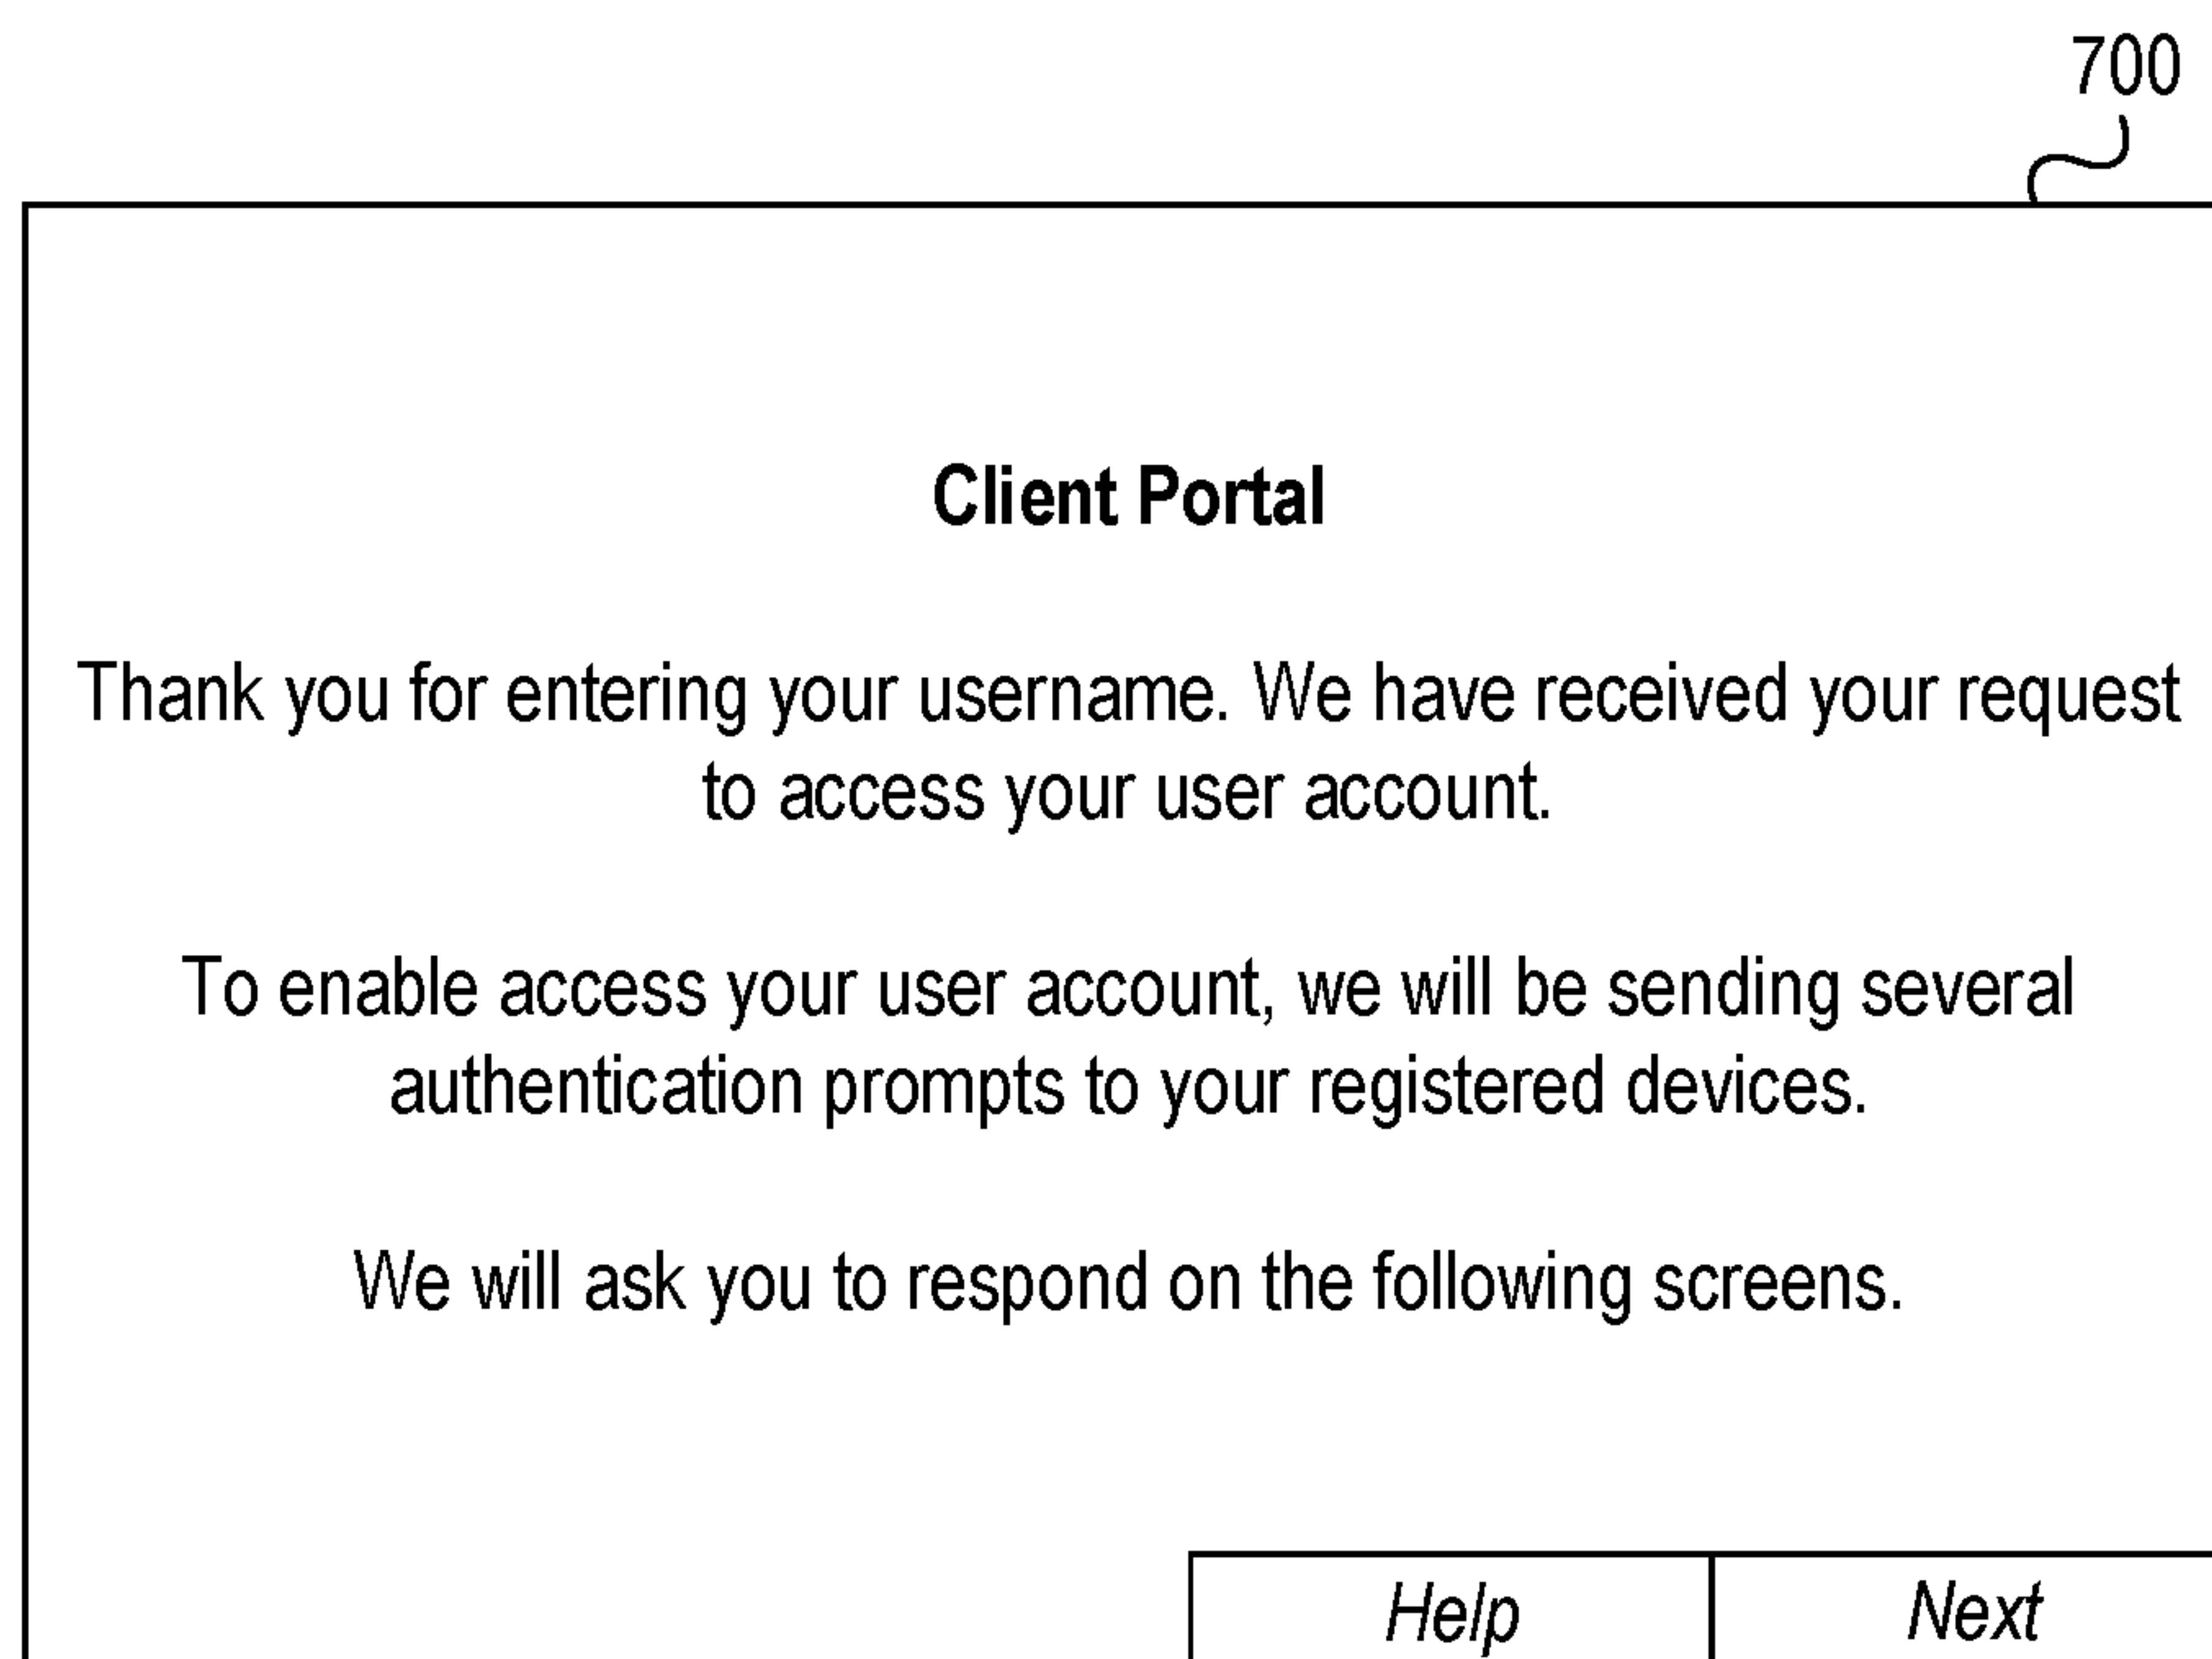 700
Client Portal
Thank you for entering your username. We have received your request
to access your user account.
To enable access your user account, we will be sending several
authentication prompts to your registered devices.
We will ask you to respond on the following screens.
Help
Next